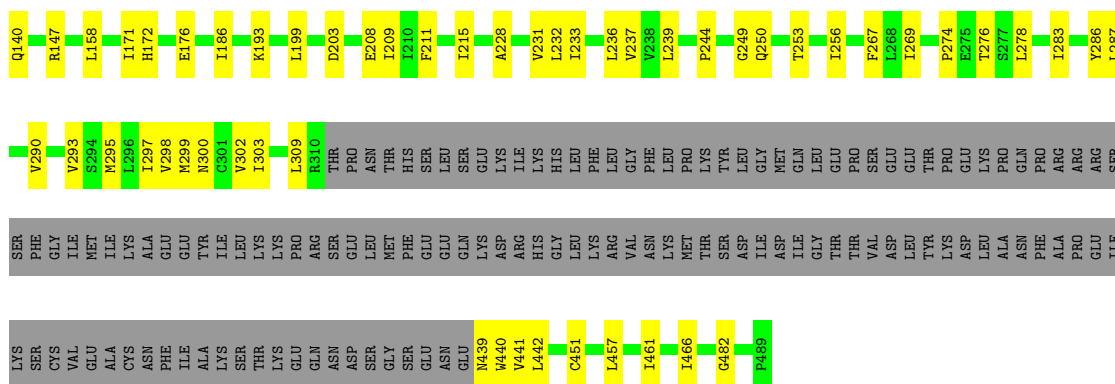 Q140 R147 L158 I171 H172 E176 I186 K193 L199 D203 E208 I209 I210 F211 I215 A228 V231 L232 I233 L236 V237 V238 L239 P244 G249 Q250 T253 I256 F267 L268 I269 P274 E275 T276 S277 L278 I283 Y286
V290 V293 S294 M295 L296 I297 V298 M299 N300 C301 V302 I303 L309 R310 THR PRO ASN THR HIS SER LEU SER GLU LYS ILE LYS HIS LEU PHE LEU GLY PHE LEU PRO LYS TYR LEU GLY MET GLN LEU GLU PRO SER GLU GLU THR PRO GLU LYS PRO GLN PRO ARG ARG ARG SER
SER PHE GLY ILE MET ILE LYS ALA GLU GLU TYR ILE LEU LYS LYS PRO ARG SER GLU LEU MET PHE GLU GLU GLN LYS ASP ARG HIS GLY LEU LYS ARG VAL ASN LYS MET THR SER ASP ILE ASP ILE GLY THR THR VAL ASP LEU TYR LYS ASP LEU ALA ASN PHE ALA PRO GLU ILE
LYS SER CYS VAL GLU ALA CYS ASN PHE ILE ALA LYS SER THR LYS GLU GLN ASN ASP SER GLY SER GLU ASN GLU N439 W440 V441 L442 C451 L457 I461 I466 G482 P489